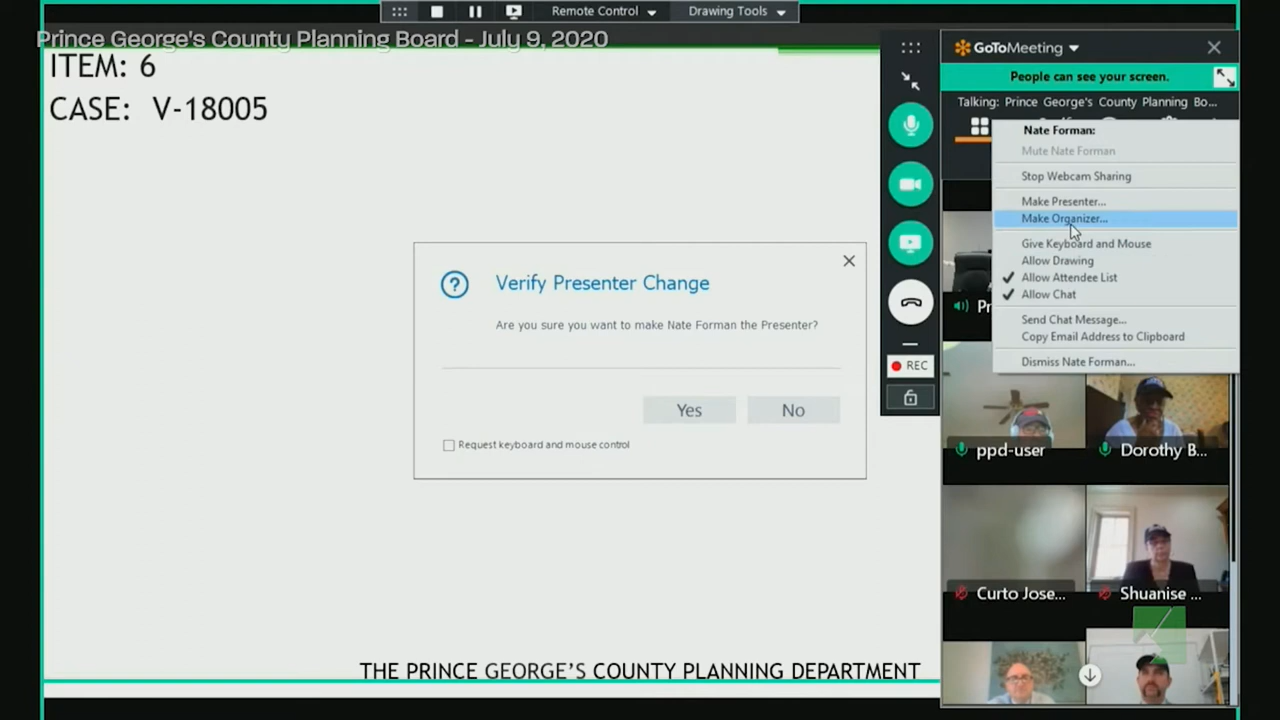 Remote Control
Drawing Tools
Prince George's County Planning Board - July 9, 2020
ITEM: 6
CASE: V-18005
GoToMeeting
People can see your screen.
Talking: Prince George's County Planning Bo...
Nate Forman:
Mute Nate Forman
Stop Webcam Sharing
Make Presenter...
Make Organizer...
Give Keyboard and Mouse
Allow Drawing
Allow Attendee List
Allow Chat
Send Chat Message...
Copy Email Address to Clipboard
Dismiss Nate Forman...
REC
Verify Presenter Change
Are you sure you want to make Nate Forman the Presenter?
Yes
No
Request keyboard and mouse control
Pr
ppd-user
Dorothy B...
Curto Jose...
Shuanise ...
THE PRINCE GEORGE'S COUNTY PLANNING DEPARTMENT